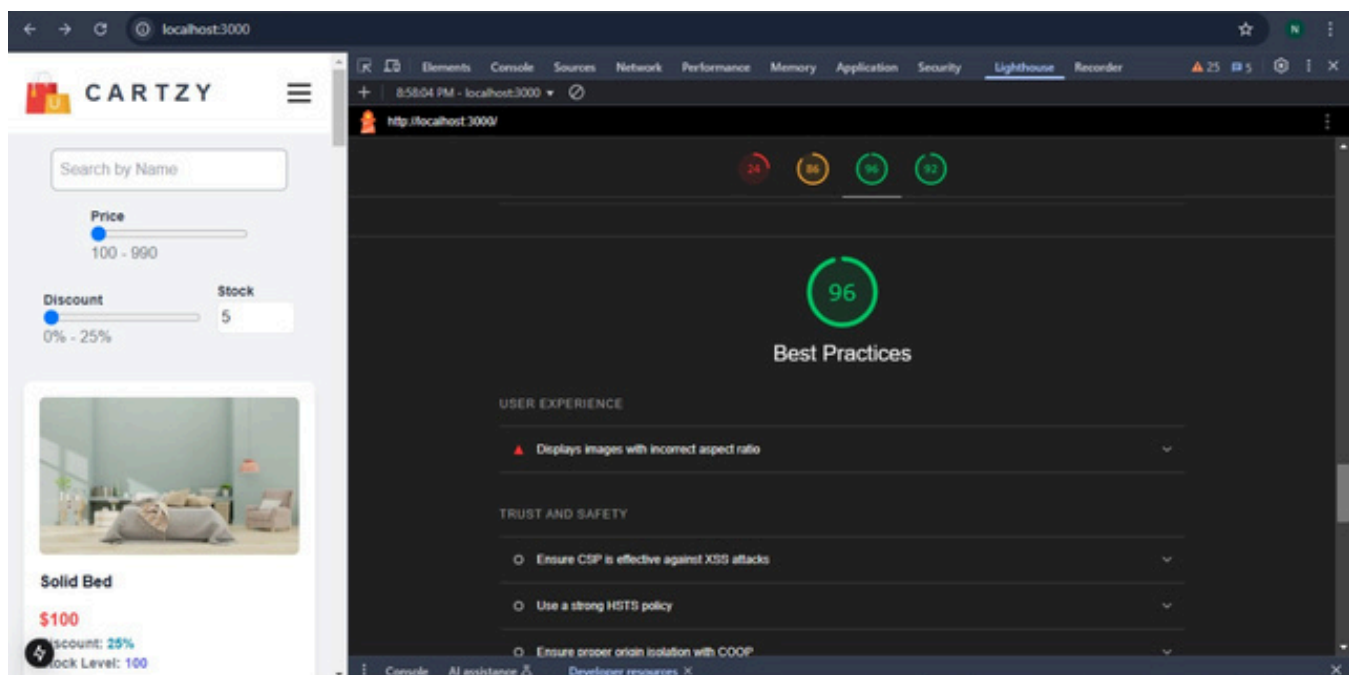 localhost:3000
N
CARTZY
Search by Name
Price
100 - 990
Discount
Stock
5
0% - 25%
Solid Bed
$100
iscount: 25%
tock Level: 100
Elements Console Sources Network Performance Memory Application Security Lighthouse Recorder 25 5
8:58:04 PM - localhost:3000
http://localhost:3000/
24 86 96 92
96
Best Practices
USER EXPERIENCE
Displays images with incorrect aspect ratio
TRUST AND SAFETY
Ensure CSP is effective against XSS attacks
Use a strong HSTS policy
Ensure proper origin isolation with COOP
Console AI assistance Developer resources